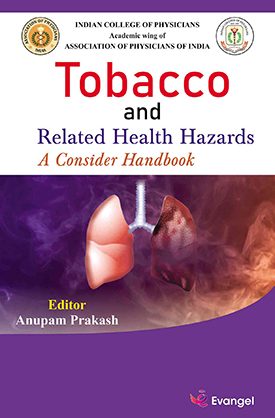 INDIAN COLLEGE OF PHYSICIANS
Academic wing of
ASSOCIATION OF PHYSICIANS OF INDIA
Tobacco
and
Related Health Hazards
A Consider Handbook
Editor
Anupam Prakash
Evangel